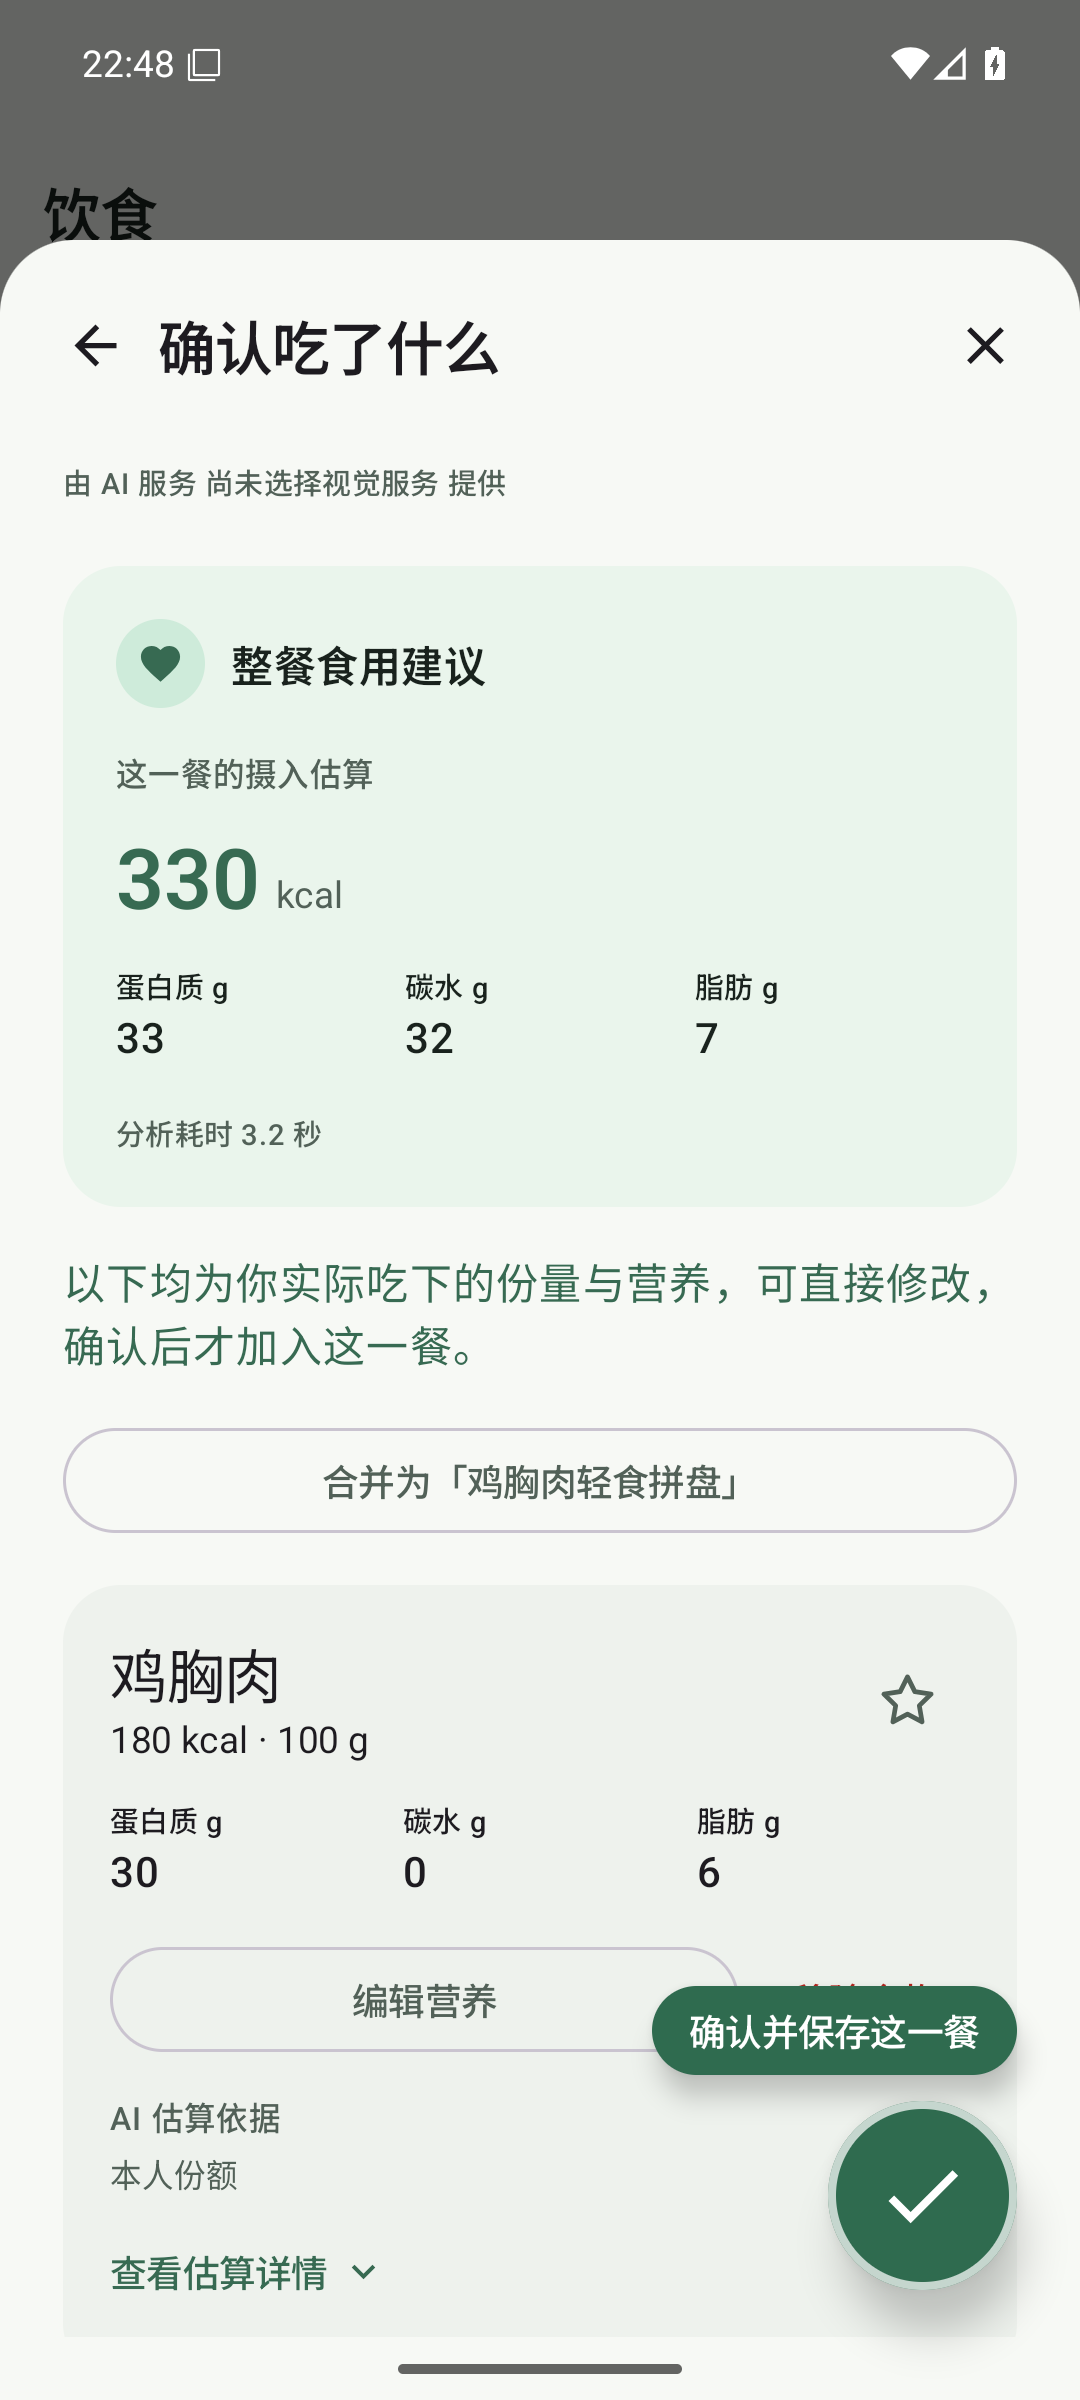 22:48
饮食
确认吃了什么
由 AI 服务 尚未选择视觉服务 提供
整餐食用建议
这一餐的摄入估算
330 kcal
蛋白质 g 碳水 g 脂肪 g
33 32 7
分析耗时 3.2 秒
以下均为你实际吃下的份量与营养，可直接修改，
确认后才加入这一餐。
合并为「鸡胸肉轻食拼盘」
鸡胸肉
180 kcal · 100 g
蛋白质 g 碳水 g 脂肪 g
30 0 6
编辑营养
确认并保存这一餐
AI 估算依据
本人份额
查看估算详情